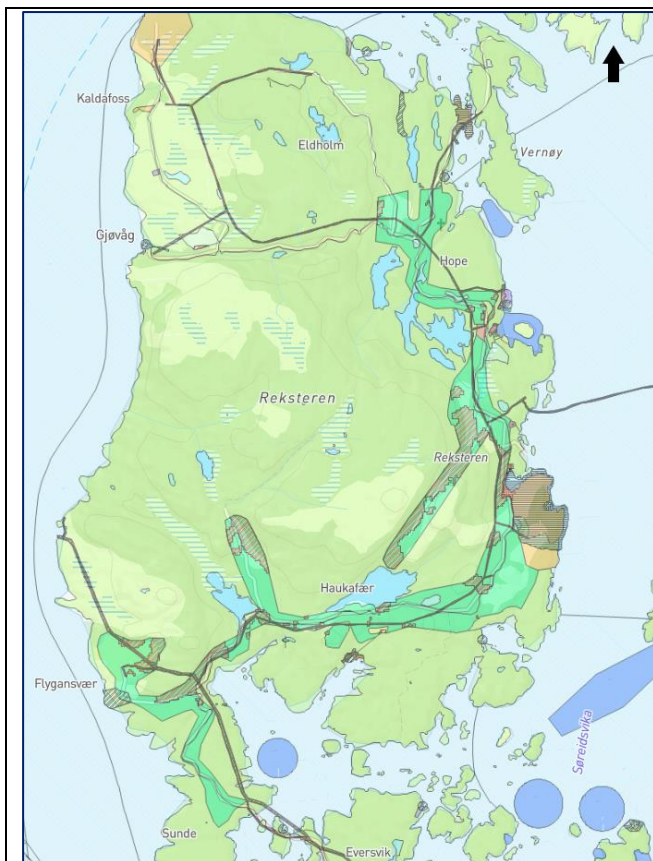 Kaldafoss
Eldholm
Vernøy
Gjøvåg
Hope
Reksteren
Reksteren
Haukafær
Flygansvær
Søreidsvika
Sunde
Eversvik